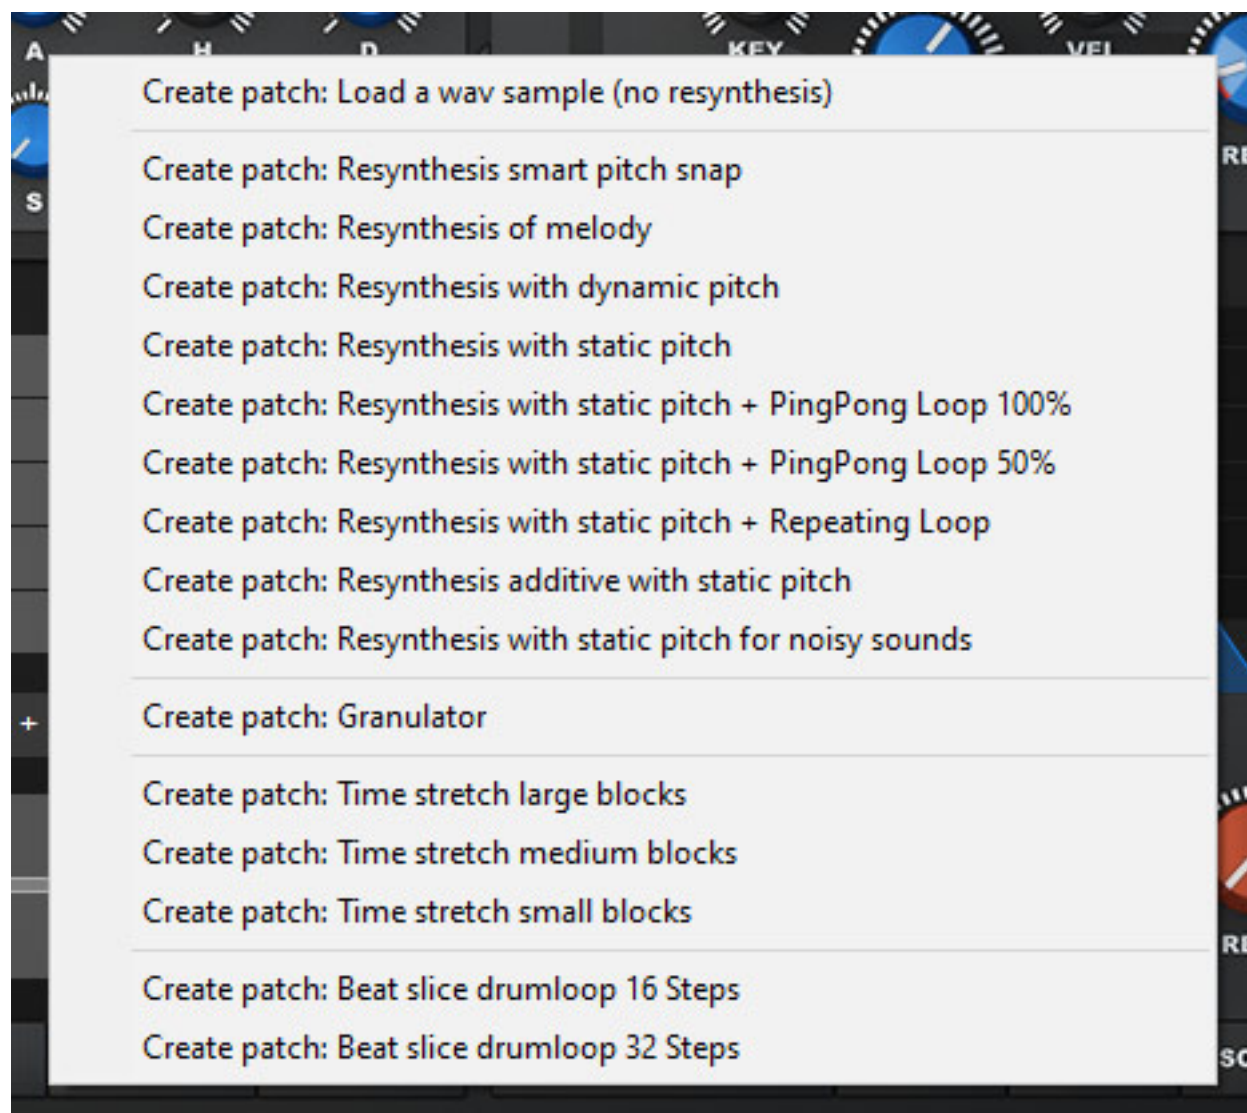 A H D KEY VEL
Create patch: Load a wav sample (no resynthesis)
Create patch: Resynthesis smart pitch snap
S
Create patch: Resynthesis of melody
Create patch: Resynthesis with dynamic pitch
Create patch: Resynthesis with static pitch
Create patch: Resynthesis with static pitch + PingPong Loop 100%
Create patch: Resynthesis with static pitch + PingPong Loop 50%
Create patch: Resynthesis with static pitch + Repeating Loop
Create patch: Resynthesis additive with static pitch
Create patch: Resynthesis with static pitch for noisy sounds
+ Create patch: Granulator
Create patch: Time stretch large blocks
Create patch: Time stretch medium blocks
Create patch: Time stretch small blocks
Create patch: Beat slice drumloop 16 Steps
Create patch: Beat slice drumloop 32 Steps